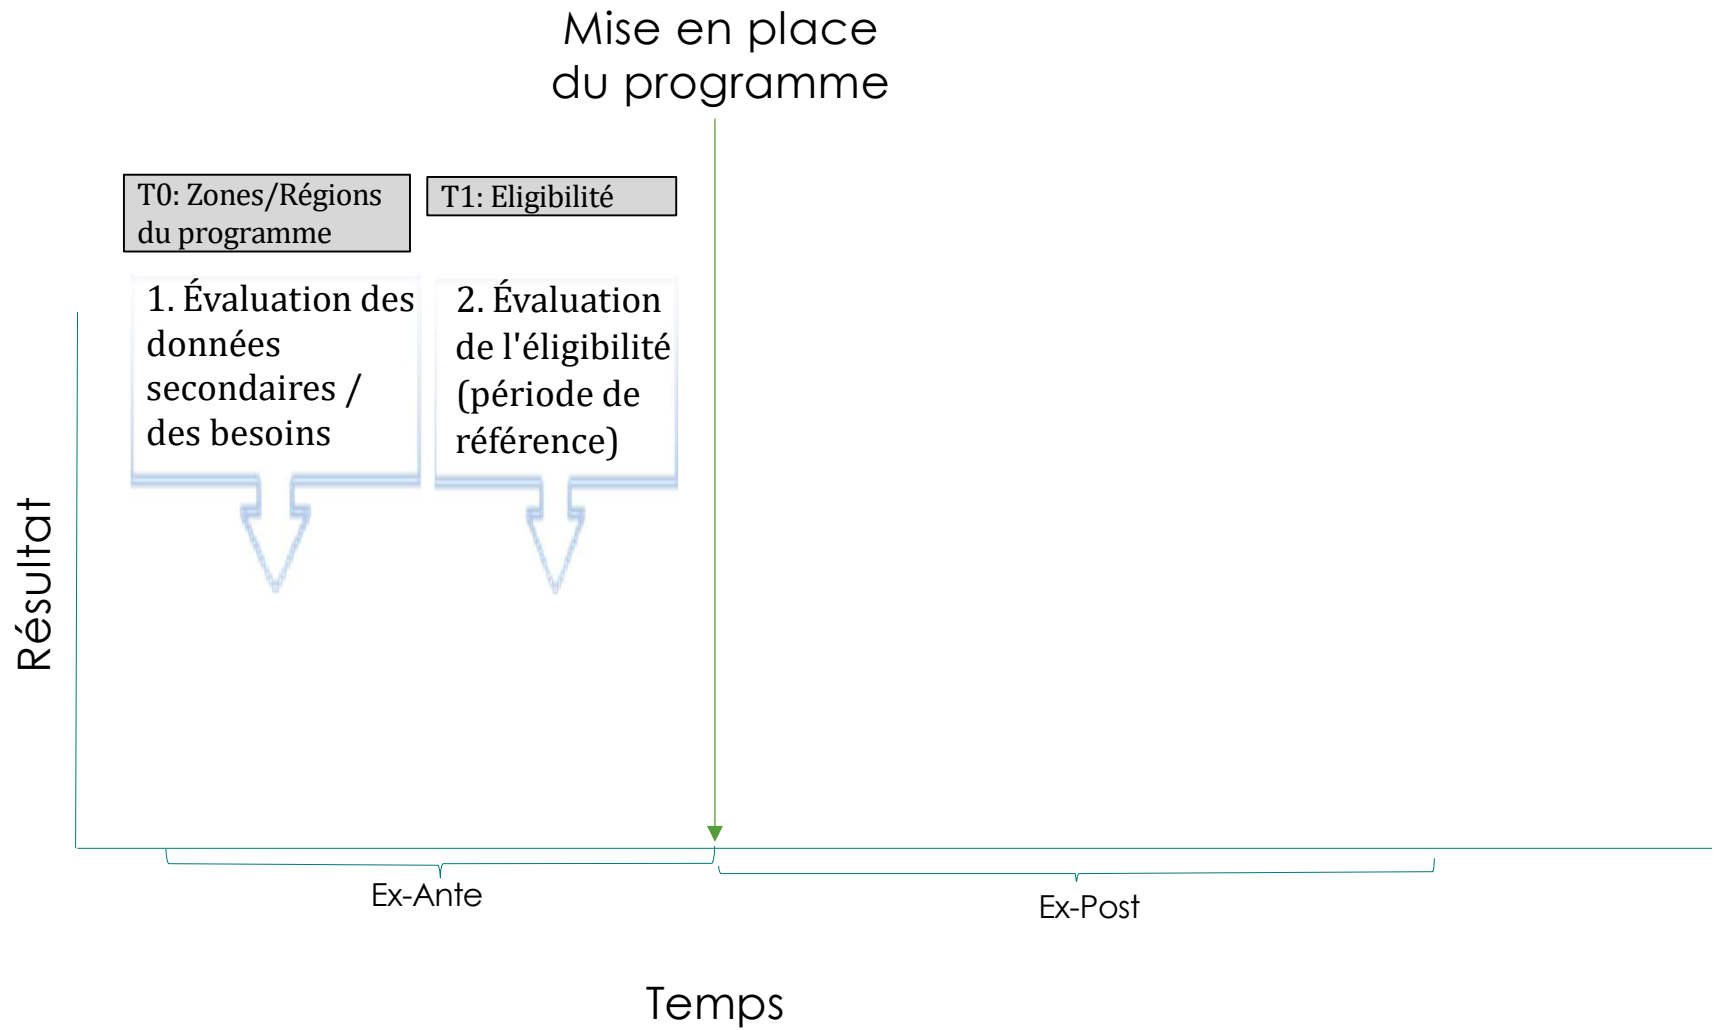 Mise en place
du programme
T0: Zones/Régions
du programme
T1: Eligibilité
1. Évaluation des
données
secondaires /
des besoins
2. Évaluation
de l'éligibilité
(période de
référence)
Résultat
Ex-Ante
Ex-Post
Temps